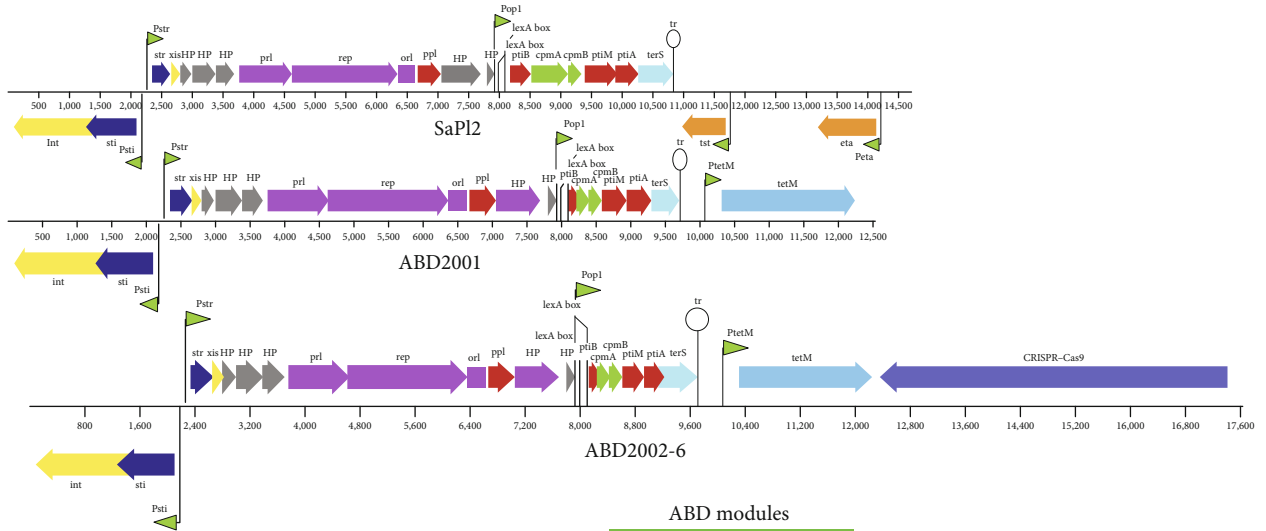 Pop1
Pstr
lexA box
tr
lexA box
str xis HP HP HP prl rep orl ppl HP HP ptiB cpmA cpmB ptiM ptiA terS
500 1,000 1,500 2,000 2,500 3,000 3,500 4,000 4,500 5,000 5,500 6,000 6,500 7,000 7,500 8,000 8,500 9,000 9,500 10,000 10,500 11,000 11,500 12,000 12,500 13,000 13,500 14,000 14,500
SaPl2
Int sti Psti tst eta Peta
Pop1
Pstr
lexA box
tr
lexA box
PtetM
str xis HP HP HP prl rep orl ppl HP HP ptiB cpmA cpmB ptiM ptiA terS tetM
500 1,000 1,500 2,000 2,500 3,000 3,500 4,000 4,500 5,000 5,500 6,000 6,500 7,000 7,500 8,000 8,500 9,000 9,500 10,000 10,500 11,000 11,500 12,000 12,500
ABD2001
int sti
Psti
Pop1
Pstr
lexA box
tr
lexA box
PtetM
str xis HP HP HP prl rep orl ppl HP HP ptiB cpmA cpmB ptiM ptiA terS tetM CRISPR–Cas9
800 1,600 2,400 3,200 4,000 4,800 5,600 6,400 7,200 8,000 8,800 9,600 10,400 11,200 12,000 12,800 13,600 14,400 15,200 16,000 16,800 17,600
ABD2002-6
int sti
Psti
ABD modules